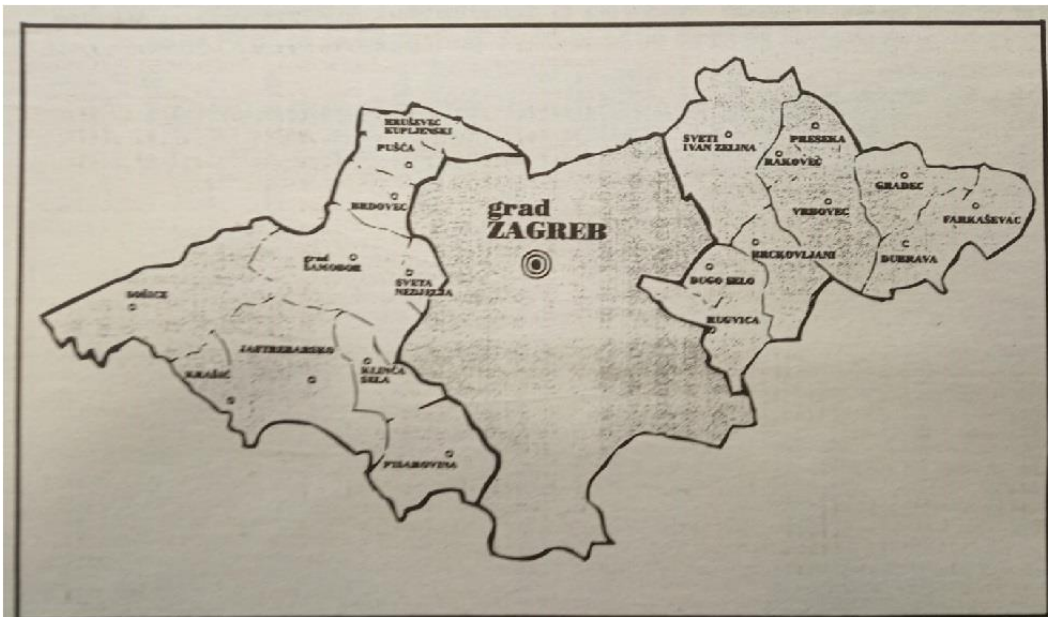 KRUŠEVEC
KUPLJENSKI
PUŠĆA
BRDOVEC
grad
SAMOBOR
SVETA
NEDJELJA
SOŠICE
JASTREBARSKO
KLINČA
SELA
KRAŠIĆ
PISAROVINA
grad
ZAGREB
SVETI
IVAN ZELINA
PRESEKA
RAKOVEC
GRADEC
VRBOVEC
FARKAŠEVAC
DUBRAVA
BRCKOVLJANI
DUGO SELO
RUGVICA